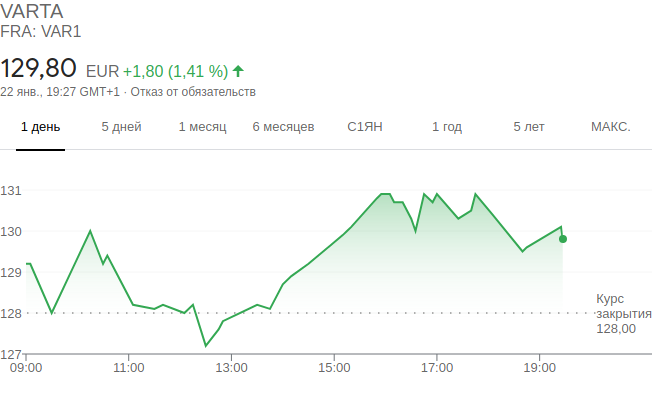 VARTA
FRA: VAR1
129,80 EUR +1,80 (1,41 %)
22 янв., 19:27 GMT+1 · Отказ от обязательств
1 день 5 дней 1 месяц 6 месяцев С1ЯН 1 год 5 лет МАКС.
131
130
129
128
Курс
закрытия
128,00
127
09:00 11:00 13:00 15:00 17:00 19:00